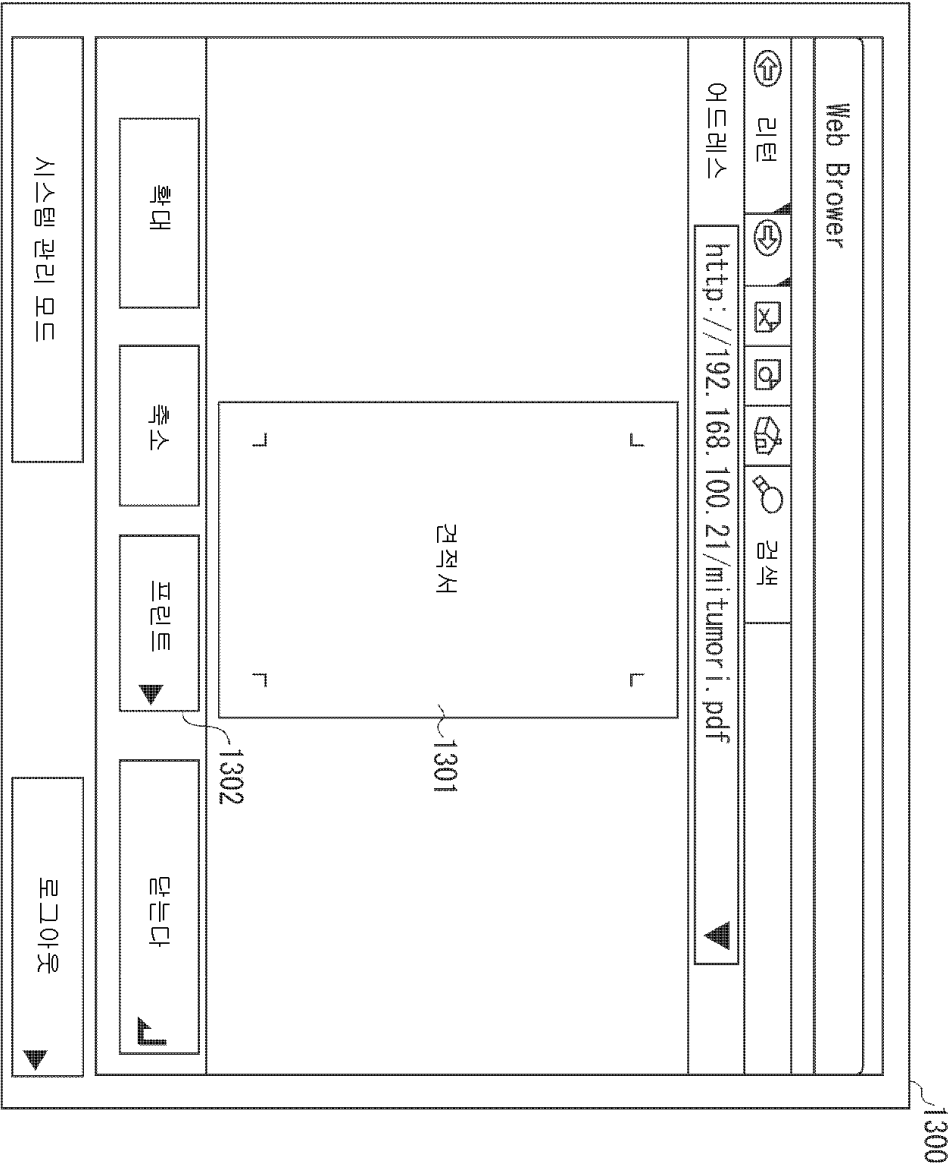 1300
Web Brower
리턴 검색
어드레스 http://192.168.100.21/mitumori.pdf
견적서
1301
1302
확대 축소 프린트 닫는다
시스템 관리 모드 로그아웃